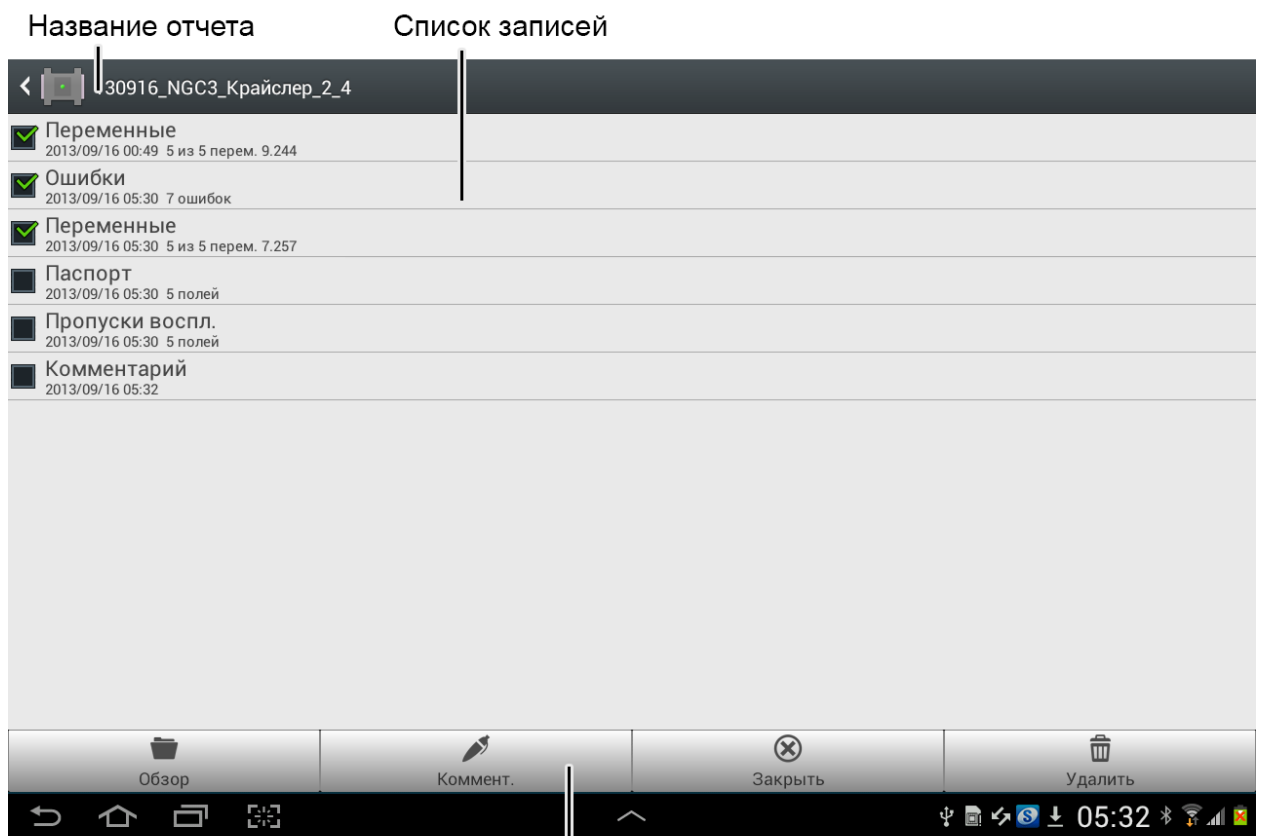 Название отчета
Список записей
30916_NGC3_Крайслер_2_4
Переменные
2013/09/16 00:49 5 из 5 перем. 9.244
Ошибки
2013/09/16 05:30 7 ошибок
Переменные
2013/09/16 05:30 5 из 5 перем. 7.257
Паспорт
2013/09/16 05:30 5 полей
Пропуски воспл.
2013/09/16 05:30 5 полей
Комментарий
2013/09/16 05:32
Обзор
Коммент.
Закрыть
Удалить
05:32